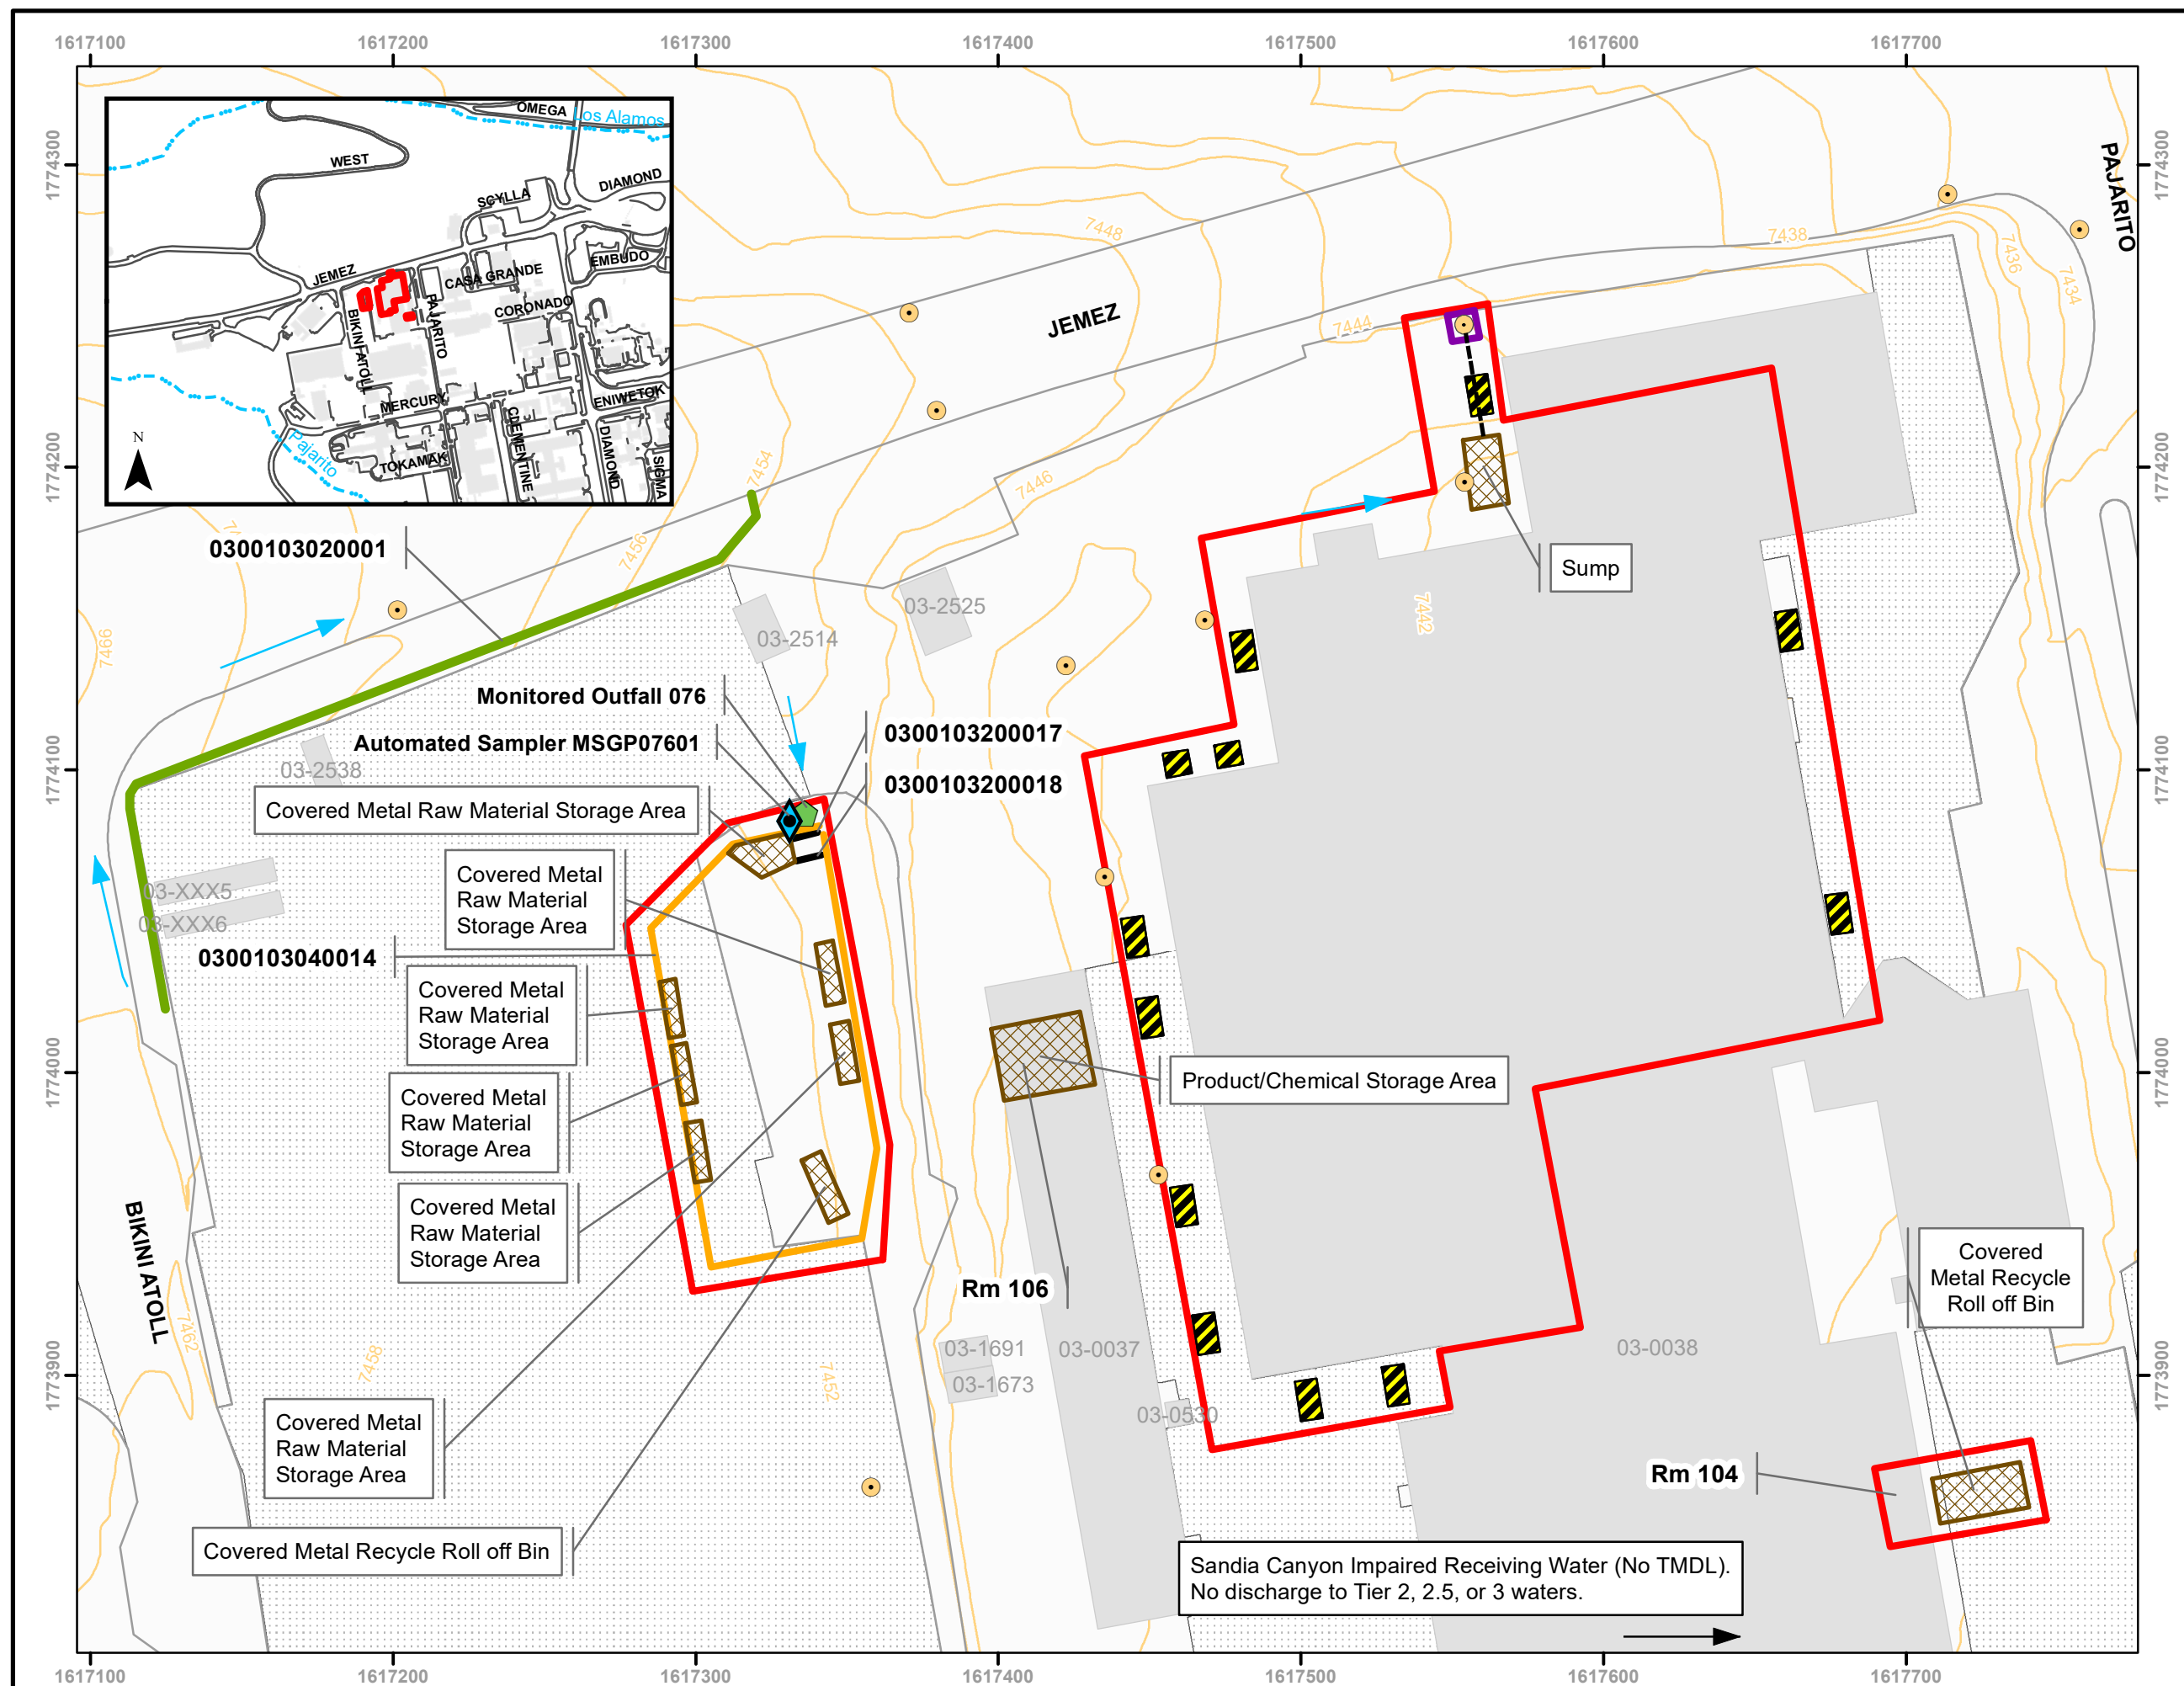 1617100
1617200
1617300
1617400
1617500
1617600
1617700
1774300
1774200
1774100
1774000
1773900
1774300
1774200
1774100
1774000
1773900
OMEGA
Los Alamos
WEST
SCYLLA
DIAMOND
JEMEZ
CASA GRANDE
EMBUDO
CORONADO
PAJARITO
BIKINI ATOLL
MERCURY
ENIWETOK
CLEMENTINE
DIAMOND
SIGMA
TOKAMAK
Pajarito
N
PAJARITO
JEMEZ
BIKINI ATOLL
7448
7438
7436
7434
7444
7454
7446
7456
7442
7466
7462
7458
7452
0300103020001
Sump
03-2525
03-2514
03-2538
Monitored Outfall 076
Automated Sampler MSGP07601
0300103200017
0300103200018
Covered Metal Raw Material Storage Area
Covered Metal
Raw Material
Storage Area
03-XXX5
03-XXX6
0300103040014
Covered Metal
Raw Material
Storage Area
Covered Metal
Raw Material
Storage Area
Covered Metal
Raw Material
Storage Area
Product/Chemical Storage Area
Rm 106
Covered
Metal Recycle
Roll off Bin
03-1691
03-1673
03-0037
03-0038
03-0530
Covered Metal
Raw Material
Storage Area
Rm 104
Covered Metal Recycle Roll off Bin
Sandia Canyon Impaired Receiving Water (No TMDL).
No discharge to Tier 2, 2.5, or 3 waters.
1617100
1617200
1617300
1617400
1617500
1617600
1617700